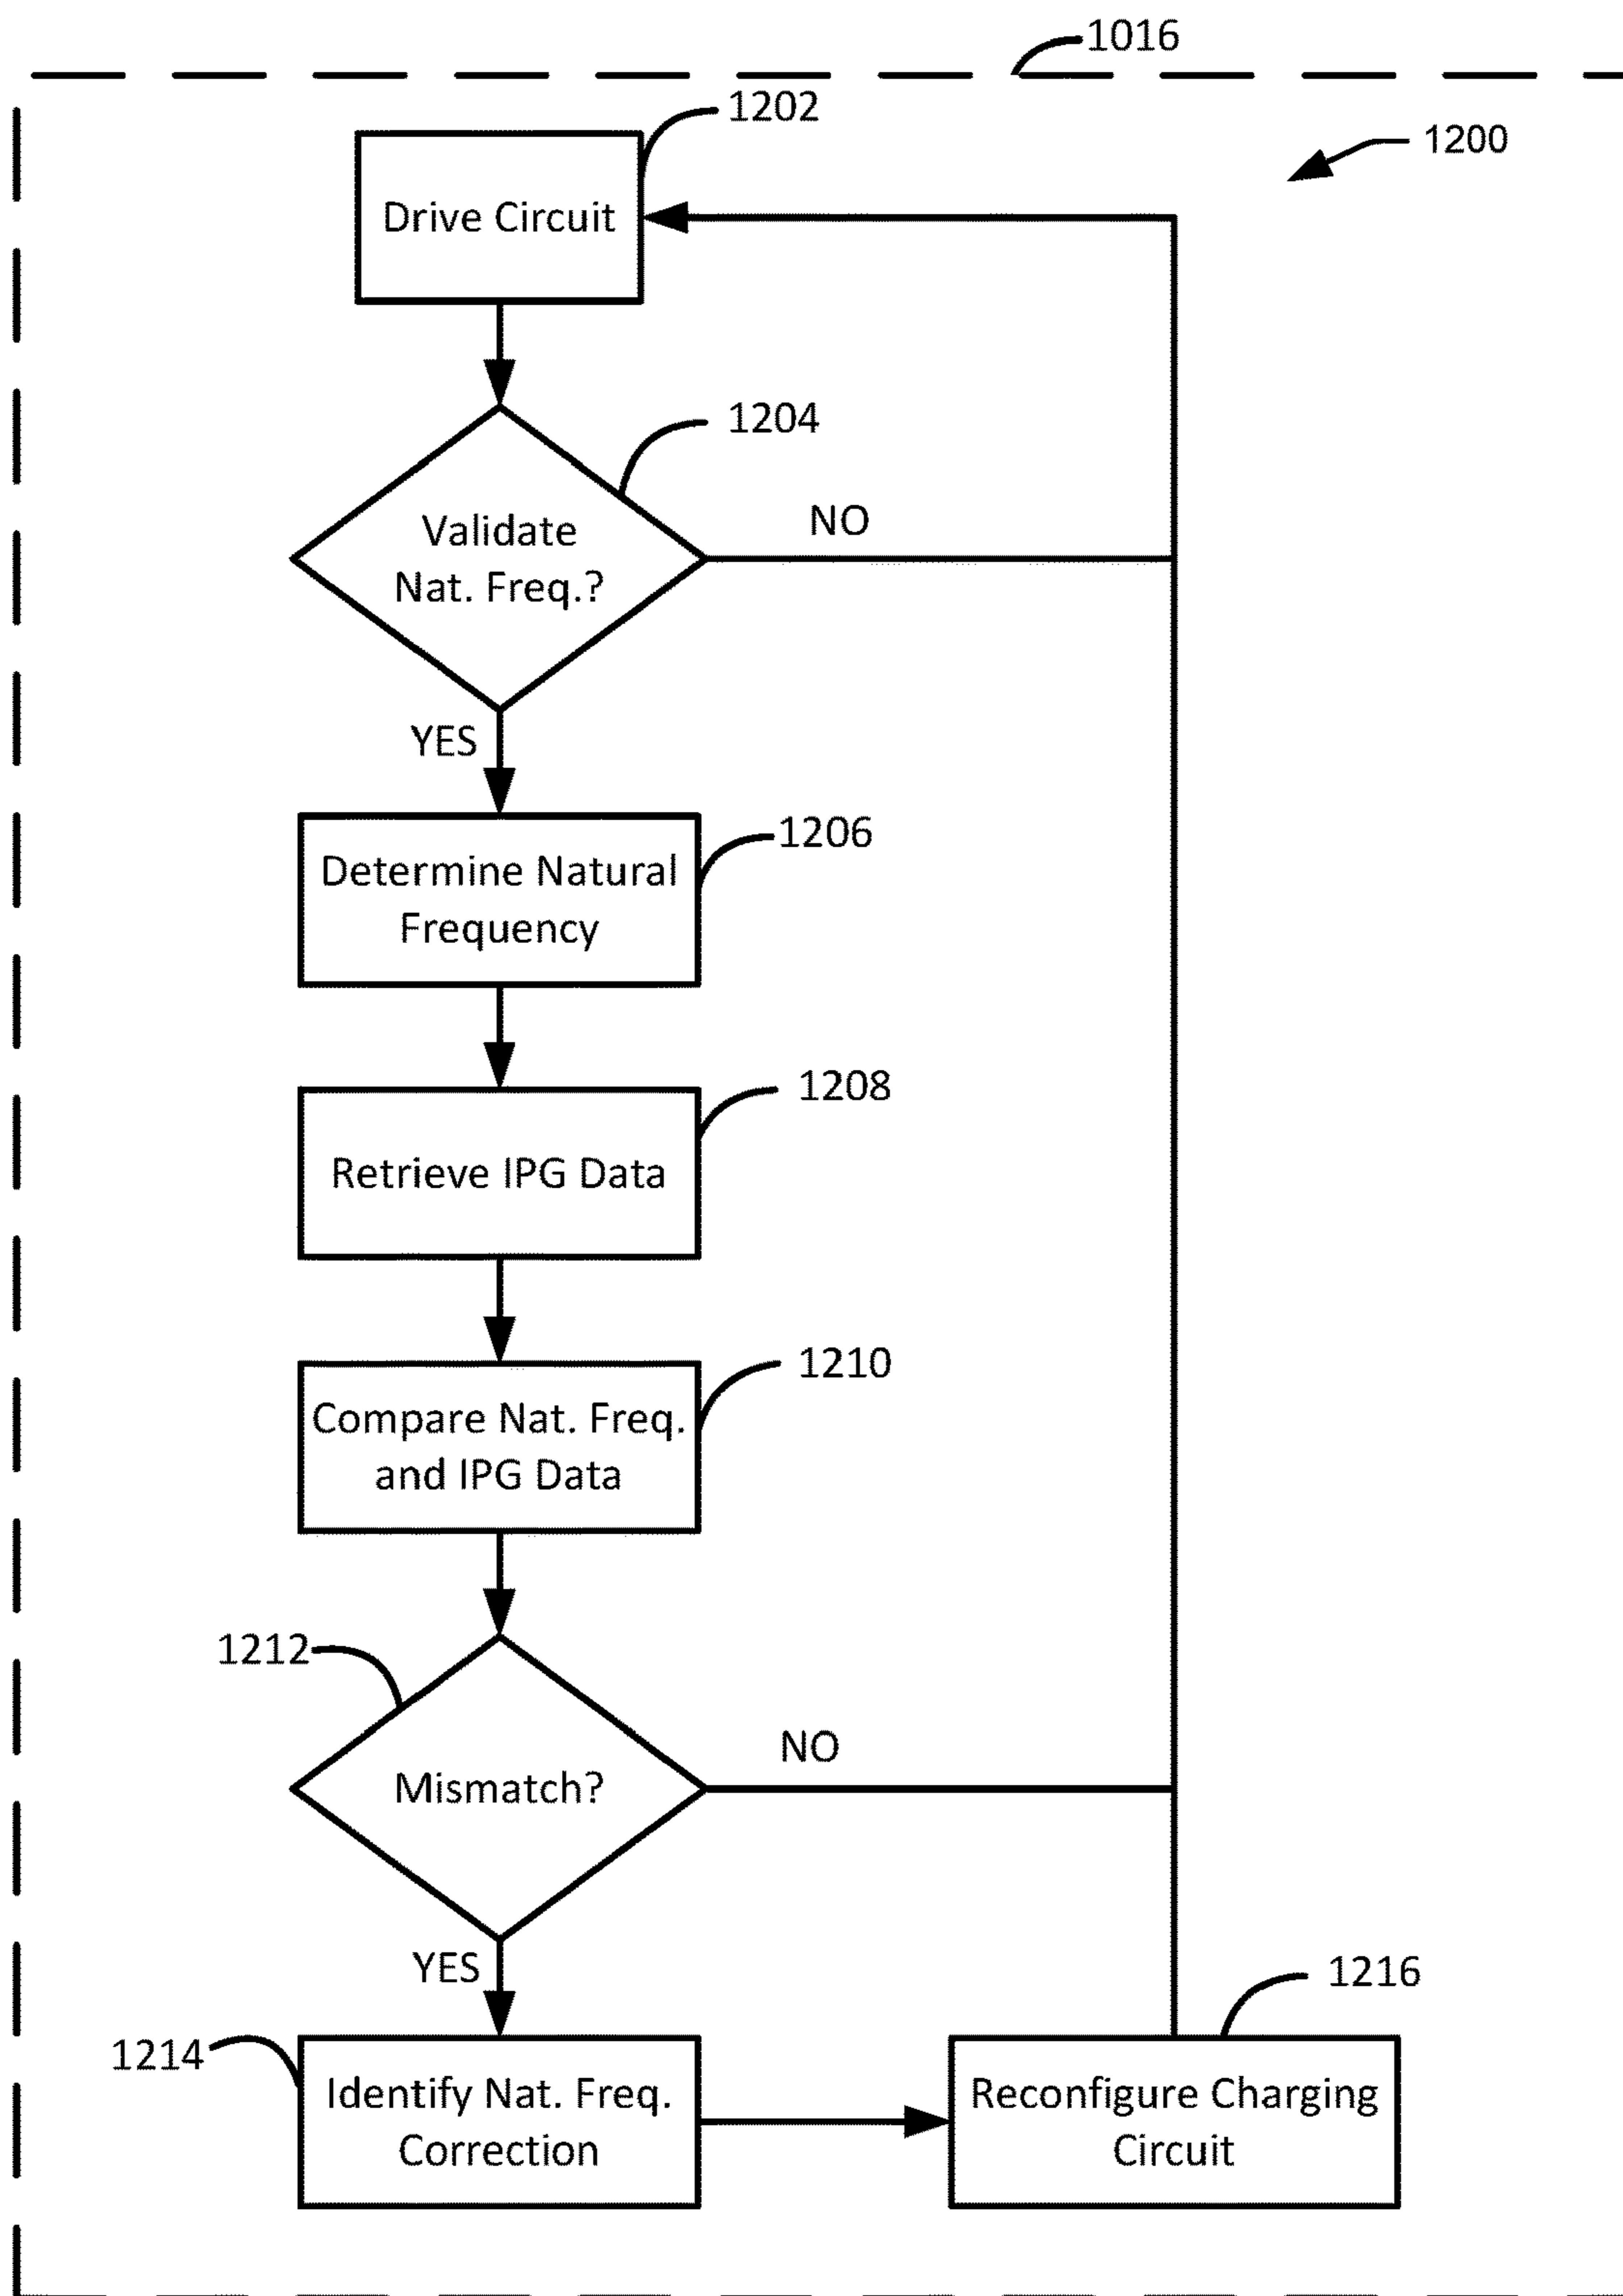 1016
1202
1200
Drive Circuit
1204
Validate
Nat. Freq.?
NO
YES
1206
Determine Natural
Frequency
1208
Retrieve IPG Data
1210
Compare Nat. Freq.
and IPG Data
1212
Mismatch?
NO
YES
1214
Identify Nat. Freq.
Correction
1216
Reconfigure Charging
Circuit